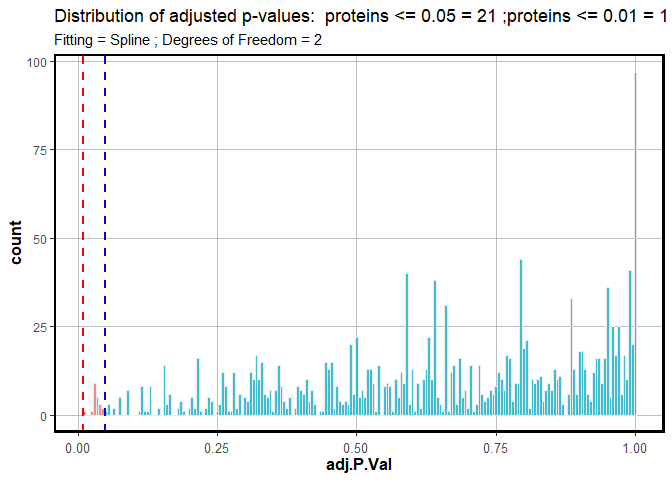 Distribution of adjusted p-values:  proteins <= 0.05 = 21 ;proteins <= 0.01 = 1
Fitting = Spline ; Degrees of Freedom = 2
100
75
50
25
0
count
0.00 0.25 0.50 0.75 1.00
adj.P.Val